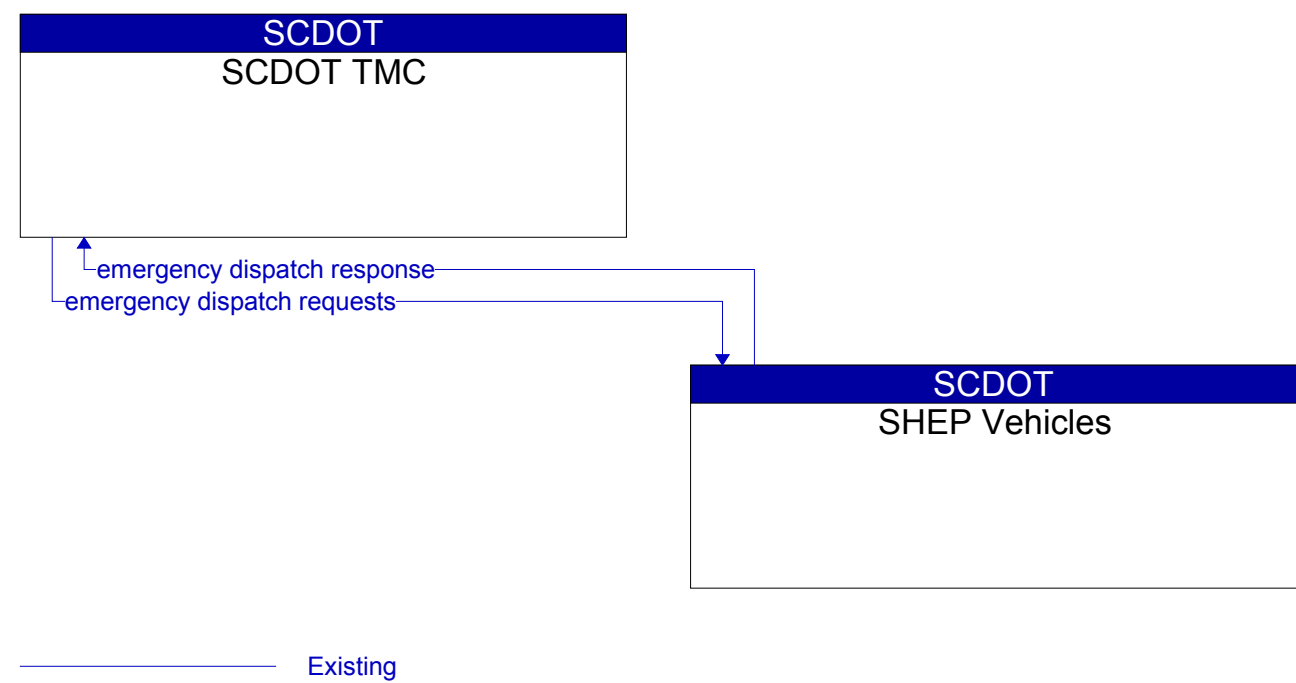 SCDOT
SCDOT TMC
emergency dispatch response
emergency dispatch requests
SCDOT
SHEP Vehicles
Existing